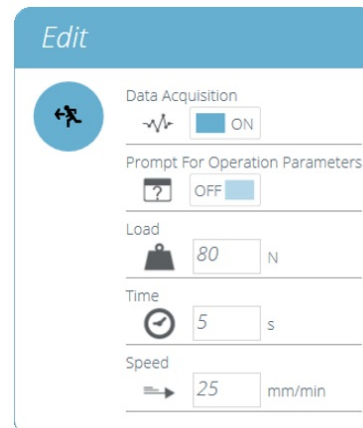 Edit
Data Acquisition
ON
Prompt For Operation Parameters
?
OFF
Load
80 N
Time
5 s
Speed
25 mm/min